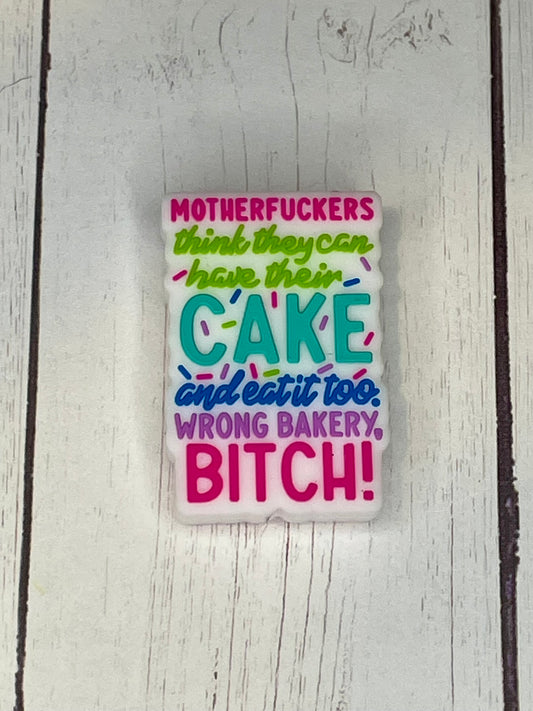 MOTHERFUCKERS
think they can
have their
CAKE
and eat it too.
WRONG BAKERY,
BITCH!